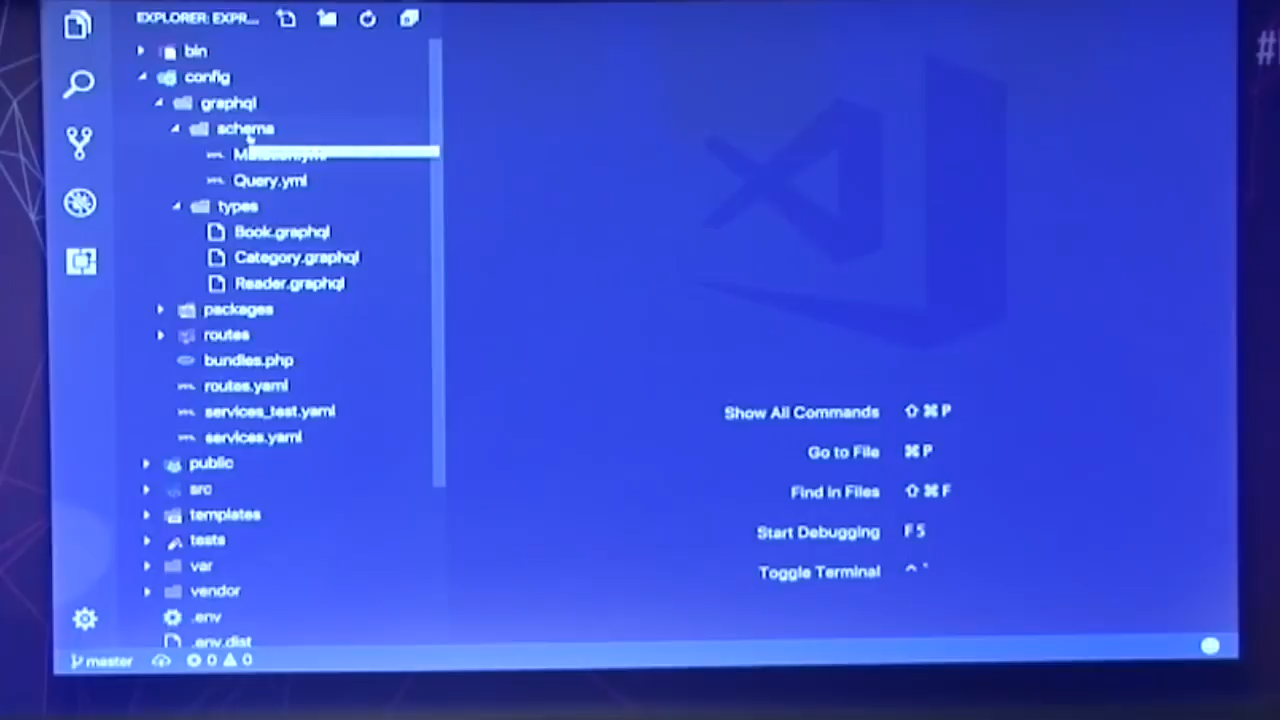 EXPLORER: EXPR...
bin
config
graphql
schema
Query.yml
types
Book.graphql
Category.graphql
Reader.graphql
packages
routes
bundles.php
routes.yaml
services_test.yaml
services.yaml
public
src
templates
tests
var
vendor
.env
.env.dist
master 0 0
Show All Commands ⇧ ⌘ P
Go to File ⌘ P
Find in Files ⇧ ⌘ F
Start Debugging F5
Toggle Terminal ^ `
#